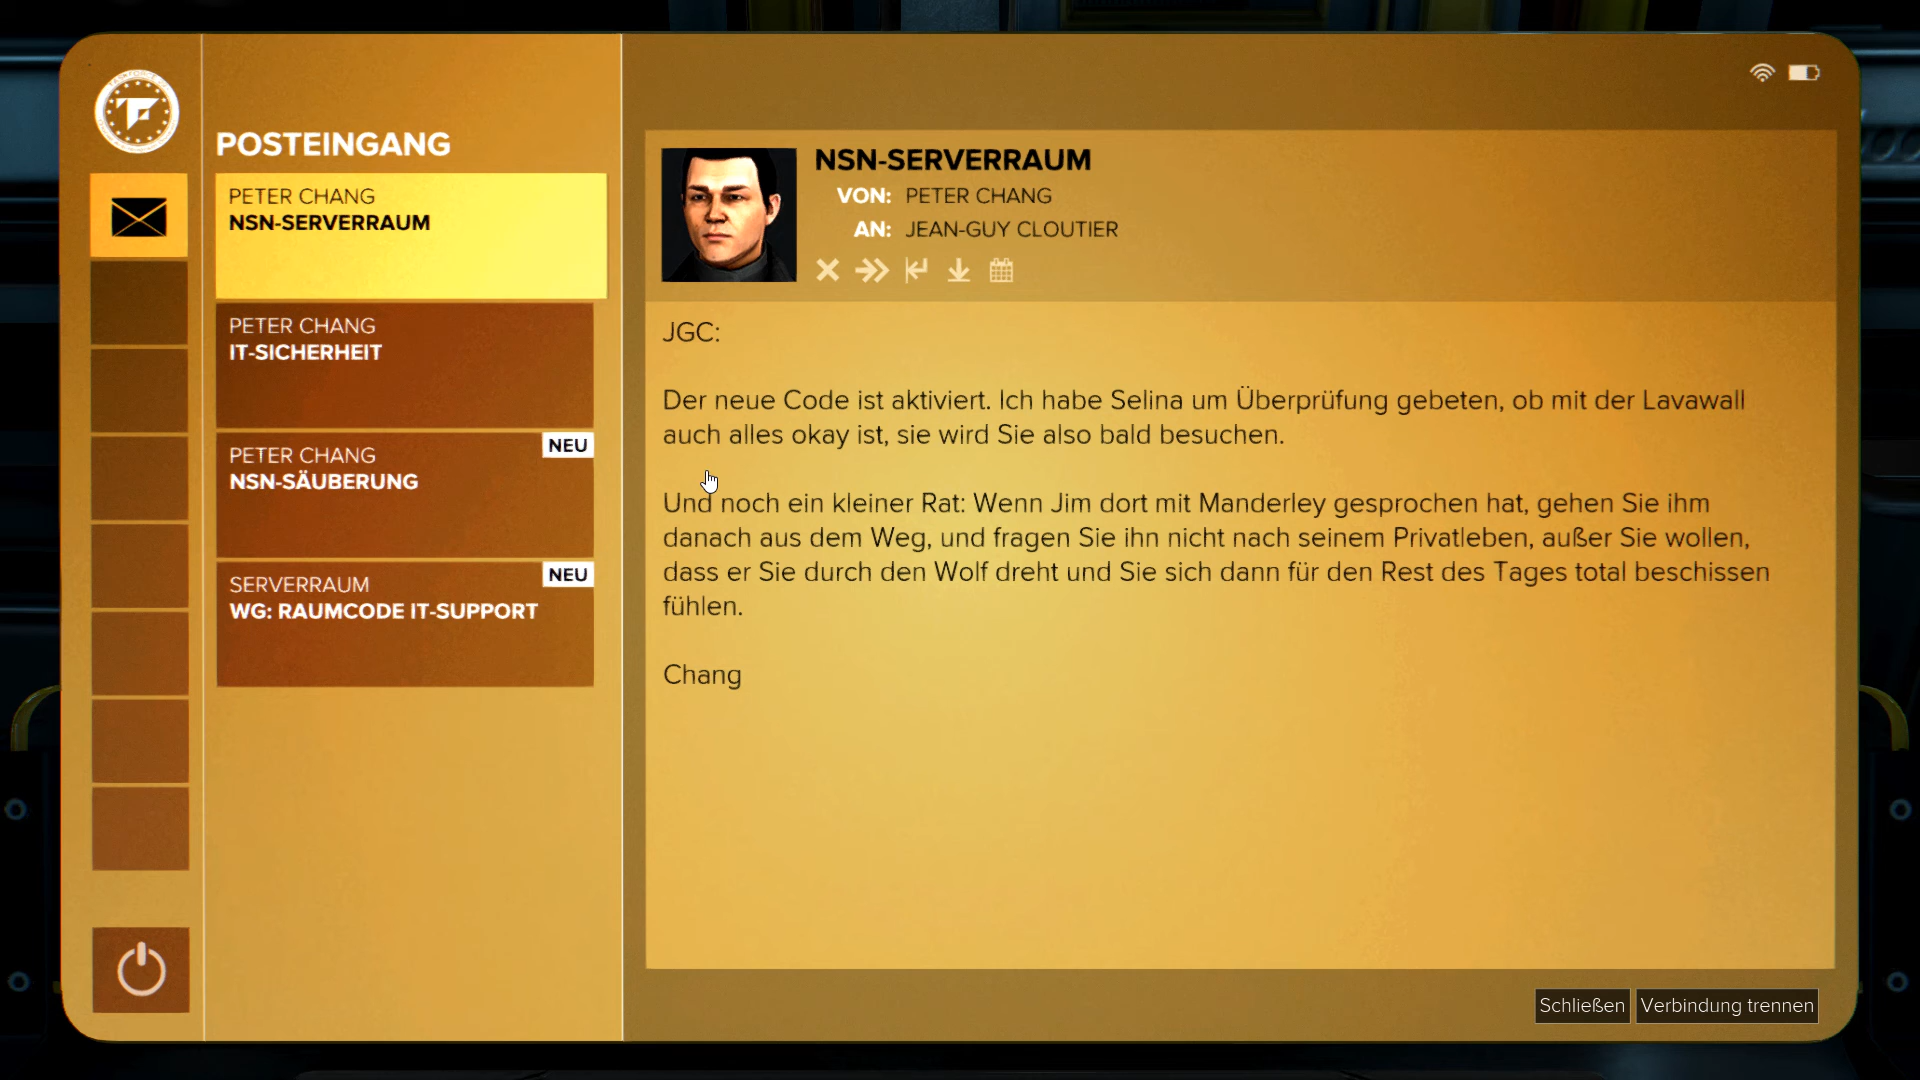 POSTEINGANG
PETER CHANG
NSN-SERVERRAUM
PETER CHANG
IT-SICHERHEIT
NEU
PETER CHANG
NSN-SÄUBERUNG
NEU
SERVERRAUM
WG: RAUMCODE IT-SUPPORT
NSN-SERVERRAUM
VON: PETER CHANG
AN: JEAN-GUY CLOUTIER
JGC:
Der neue Code ist aktiviert. Ich habe Selina um Überprüfung gebeten, ob mit der Lavawall
auch alles okay ist, sie wird Sie also bald besuchen.
Und noch ein kleiner Rat: Wenn Jim dort mit Manderley gesprochen hat, gehen Sie ihm
danach aus dem Weg, und fragen Sie ihn nicht nach seinem Privatleben, außer Sie wollen,
dass er Sie durch den Wolf dreht und Sie sich dann für den Rest des Tages total beschissen
fühlen.
Chang
Schließen
Verbindung trennen